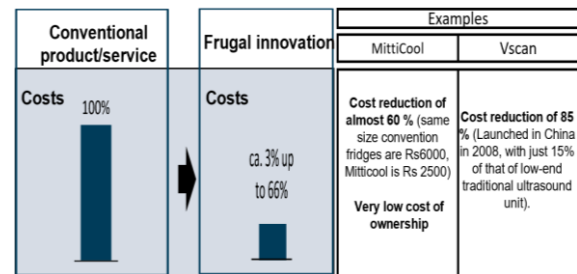 Conventional
product/service
Costs
100%
Frugal innovation
Costs
ca. 3% up
to 66%
Examples
MittiCool
Vscan
Cost reduction of
almost 60 % (same
size convention
fridges are Rs6000,
Mitticool is Rs 2500)
Very low cost of
ownership
Cost reduction of 85
% (Launched in China
in 2008, with just 15%
of that of low-end
traditional ultrasound
unit).